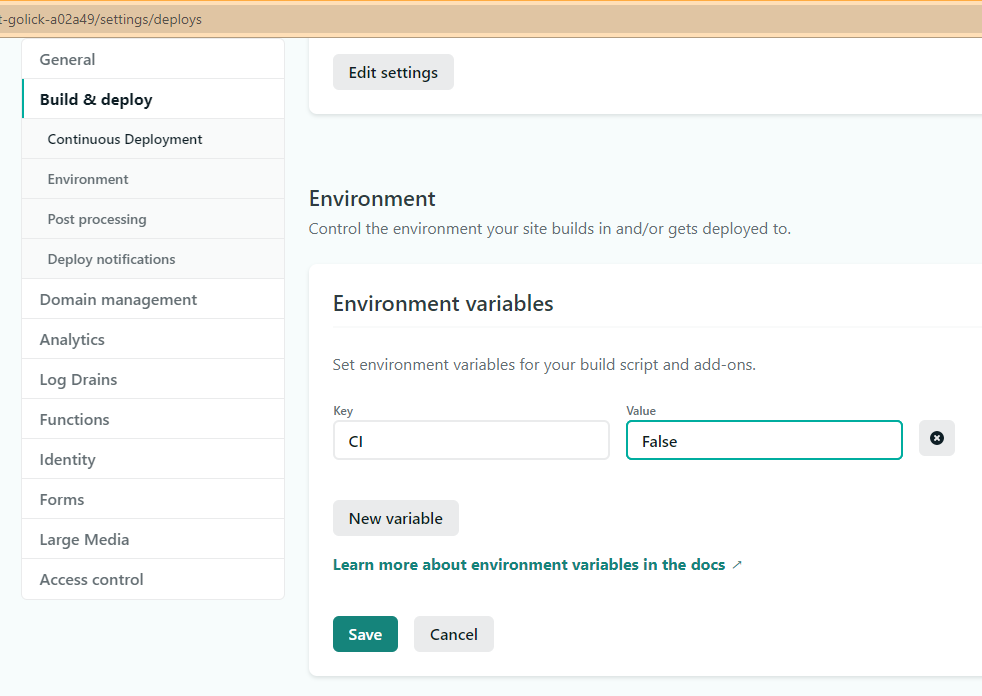 t-golick-a02a49/settings/deploys
General
Build & deploy
Continuous Deployment
Environment
Post processing
Deploy notifications
Domain management
Analytics
Log Drains
Functions
Identity
Forms
Large Media
Access control
Edit settings
Environment
Control the environment your site builds in and/or gets deployed to.
Environment variables
Set environment variables for your build script and add-ons.
Key Value
CI False
New variable
Learn more about environment variables in the docs ↗
Save Cancel